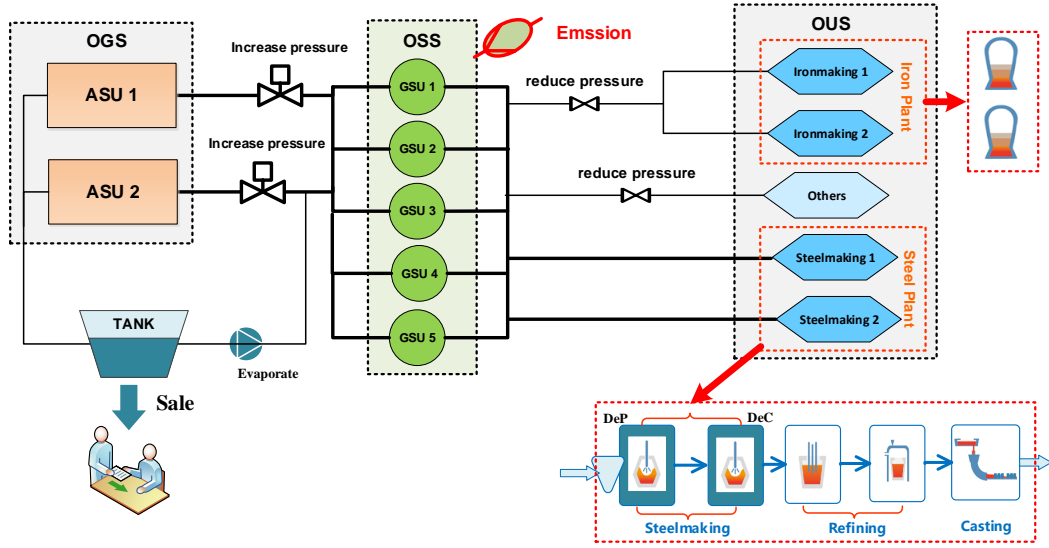 OGS
ASU 1
ASU 2
Increase pressure
Increase pressure
OSS
GSU 1
GSU 2
GSU 3
GSU 4
GSU 5
Emssion
reduce pressure
reduce pressure
OUS
Ironmaking 1
Ironmaking 2
Iron Plant
Others
Steelmaking 1
Steelmaking 2
Steel Plant
TANK
Evaporate
Sale
DeP
DeC
Steelmaking
Refining
Casting